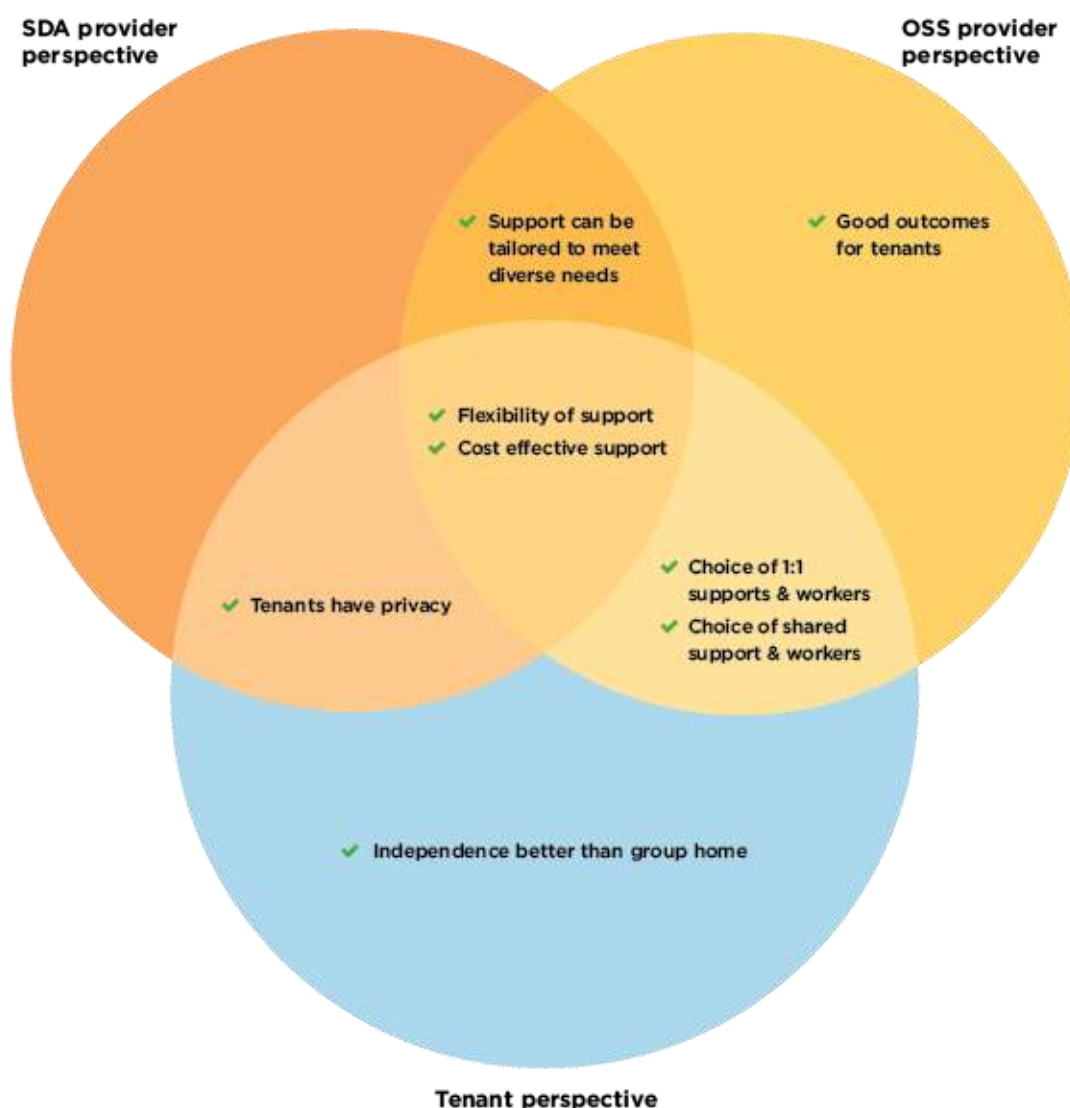 SDA provider
perspective
OSS provider
perspective
Support can be
tailored to meet
diverse needs
Good outcomes
for tenants
Flexibility of support
Cost effective support
Tenants have privacy
Choice of 1:1
supports & workers
Choice of shared
support & workers
Independence better than group home
Tenant perspective